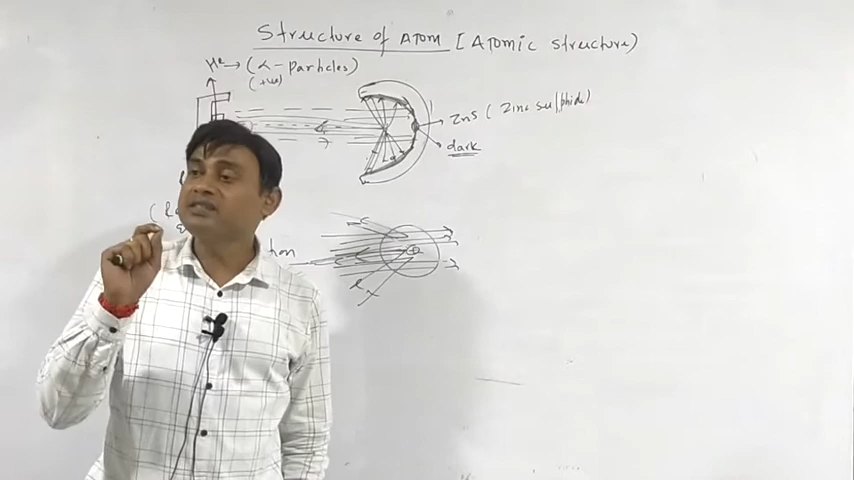 Structure of Atom [Atomic structure)
He → (α-particles)
(+ve)
ZnS (Zinc sulphide)
dark
(+)